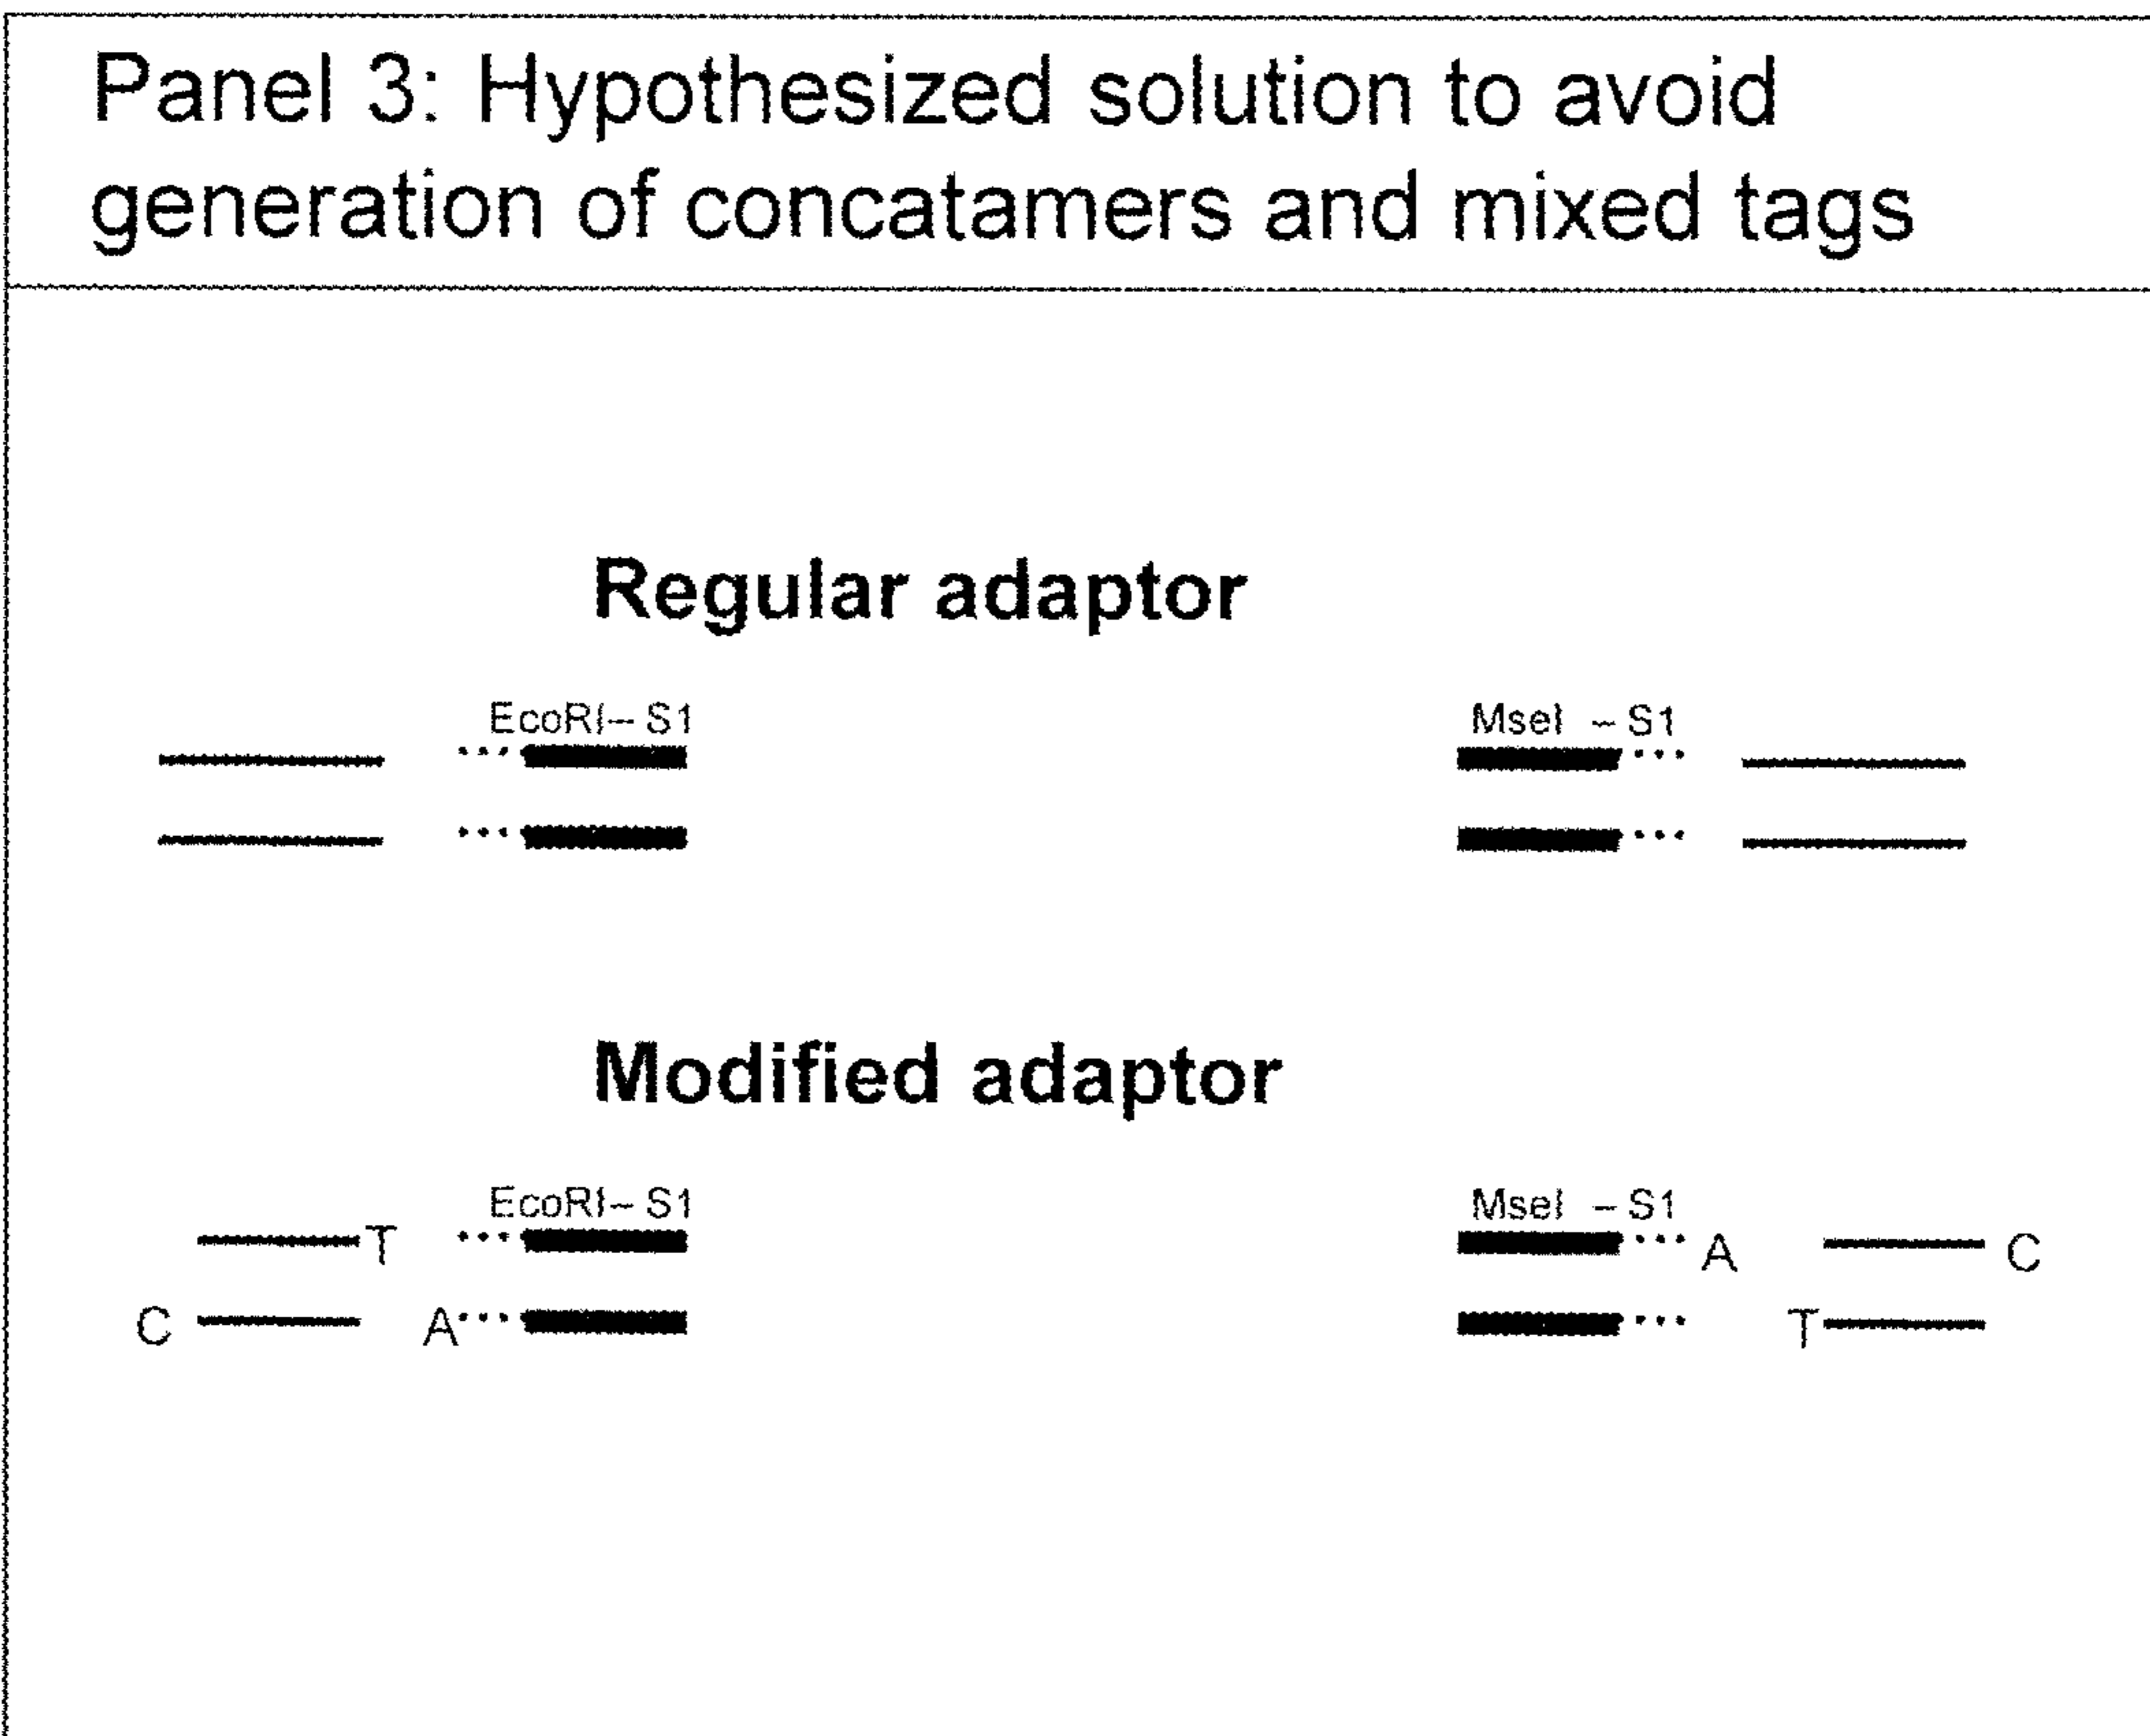 Panel 3: Hypothesized solution to avoid
generation of concatamers and mixed tags
Regular adaptor
EcoRI– S1 MseI – S1
... ...
... ...
Modified adaptor
EcoRI– S1 MseI – S1
T ... ... A C
C A... ... T